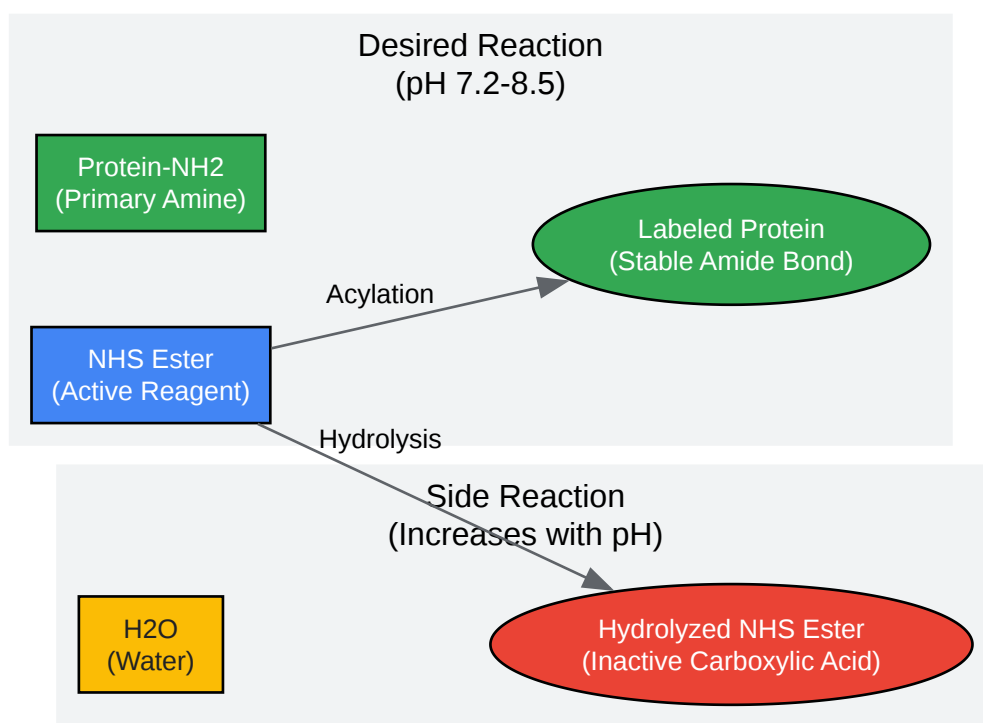 Desired Reaction
(pH 7.2-8.5)
Protein-NH2
(Primary Amine)
Labeled Protein
(Stable Amide Bond)
Acylation
NHS Ester
(Active Reagent)
Hydrolysis
Side Reaction
(Increases with pH)
H2O
(Water)
Hydrolyzed NHS Ester
(Inactive Carboxylic Acid)